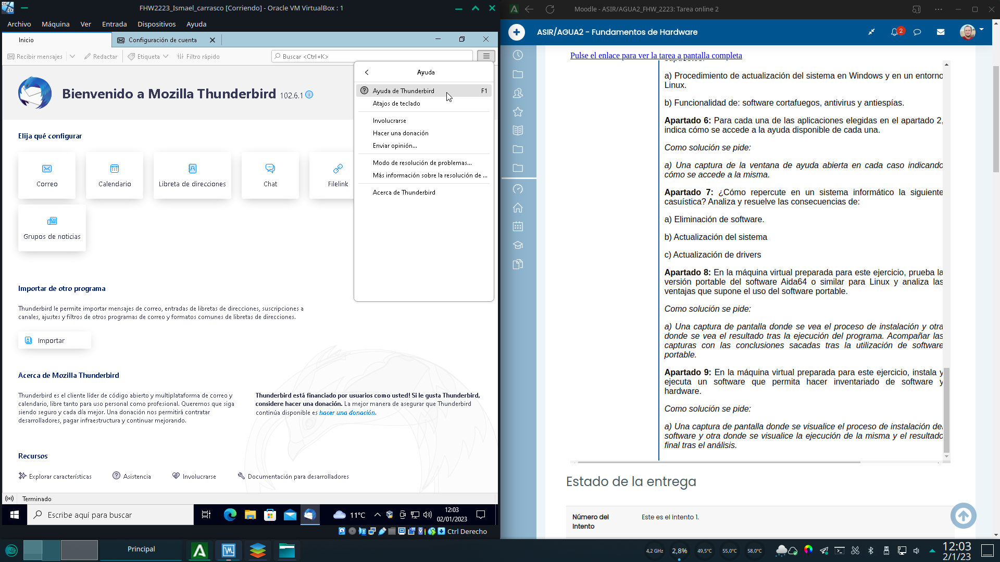 FHW2223_Ismael_carrasco [Corriendo] - Oracle VM VirtualBox : 1
Archivo Máquina Ver Entrada Dispositivos Ayuda
Inicio
Configuración de cuenta
Recibir mensajes
Redactar
Etiqueta
Filtro rápido
Buscar <Ctrl+K>
Bienvenido a Mozilla Thunderbird 102.6.1
Elija qué configurar
Correo
Calendario
Libreta de direcciones
Chat
Filelink
Grupos de noticias
Importar de otro programa
Thunderbird le permite importar mensajes de correo, entradas de libretas de direcciones, suscripciones a
canales, ajustes y filtros de otros programas de correo y formatos comunes de libretas de direcciones.
Importar
Acerca de Mozilla Thunderbird
Thunderbird es el cliente líder de código abierto y multiplataforma de correo y
calendario, libre tanto para uso personal como profesional. Queremos que siga
siendo seguro y cada día mejor. Una donación nos permitirá contratar
desarrolladores, pagar infraestructura y continuar mejorando.
Thunderbird está financiado por usuarios como usted! Si le gusta Thunderbird,
considere hacer una donación. La mejor manera de asegurar que Thunderbird
continúa disponible es hacer una donación.
Recursos
Explorar características
Asistencia
Involucrarse
Documentación para desarrolladores
Terminado
Ayuda
Ayuda de Thunderbird F1
Atajos de teclado
Involucrarse
Hacer una donación
Enviar opinión...
Modo de resolución de problemas...
Más información sobre la resolución de ...
Acerca de Thunderbird
Escribe aquí para buscar
11°C
12:03
02/01/2023
Ctrl Derecho
Moodle - ASIR/AGUA2_FHW_2223: Tarea online 2
ASIR/AGUA2 - Fundamentos de Hardware
2
Pulse el enlace para ver la tarea a pantalla completa
supuestos:
a) Procedimiento de actualización del sistema en Windows y en un entorno
Linux.
b) Funcionalidad de: software cortafuegos, antivirus y antiespías.
Apartado 6: Para cada una de las aplicaciones elegidas en el apartado 2,
indica cómo se accede a la ayuda disponible de cada una.
Como solución se pide:
a) Una captura de la ventana de ayuda abierta en cada caso indicando
cómo se accede a la misma.
Apartado 7: ¿Cómo repercute en un sistema informático la siguiente
casuística? Analiza y resuelve las consecuencias de:
a) Eliminación de software.
b) Actualización del sistema
c) Actualización de drivers
Apartado 8: En la máquina virtual preparada para este ejercicio, prueba la
versión portable del software Aida64 o similar para Linux y analiza las
ventajas que supone el uso del software portable.
Como solución se pide:
a) Una captura de pantalla donde se vea el proceso de instalación y otra
donde se vea el resultado tras la ejecución del programa. Acompañar las
capturas con las conclusiones sacadas tras la utilización de software
portable.
Apartado 9: En la máquina virtual preparada para este ejercicio, instala y
ejecuta un software que permita hacer inventariado de software y
hardware.
Como solución se pide:
a) Una captura de pantalla donde se visualice el proceso de instalación del
software y otra donde se visualice la ejecución de la misma y el resultado
final tras el análisis.
Estado de la entrega
Número del
Intento
Este es el intento 1.
Principal
4,2 GHz
2,8%
49,5°C
55,0°C
58,0°C
12:03
2/1/23